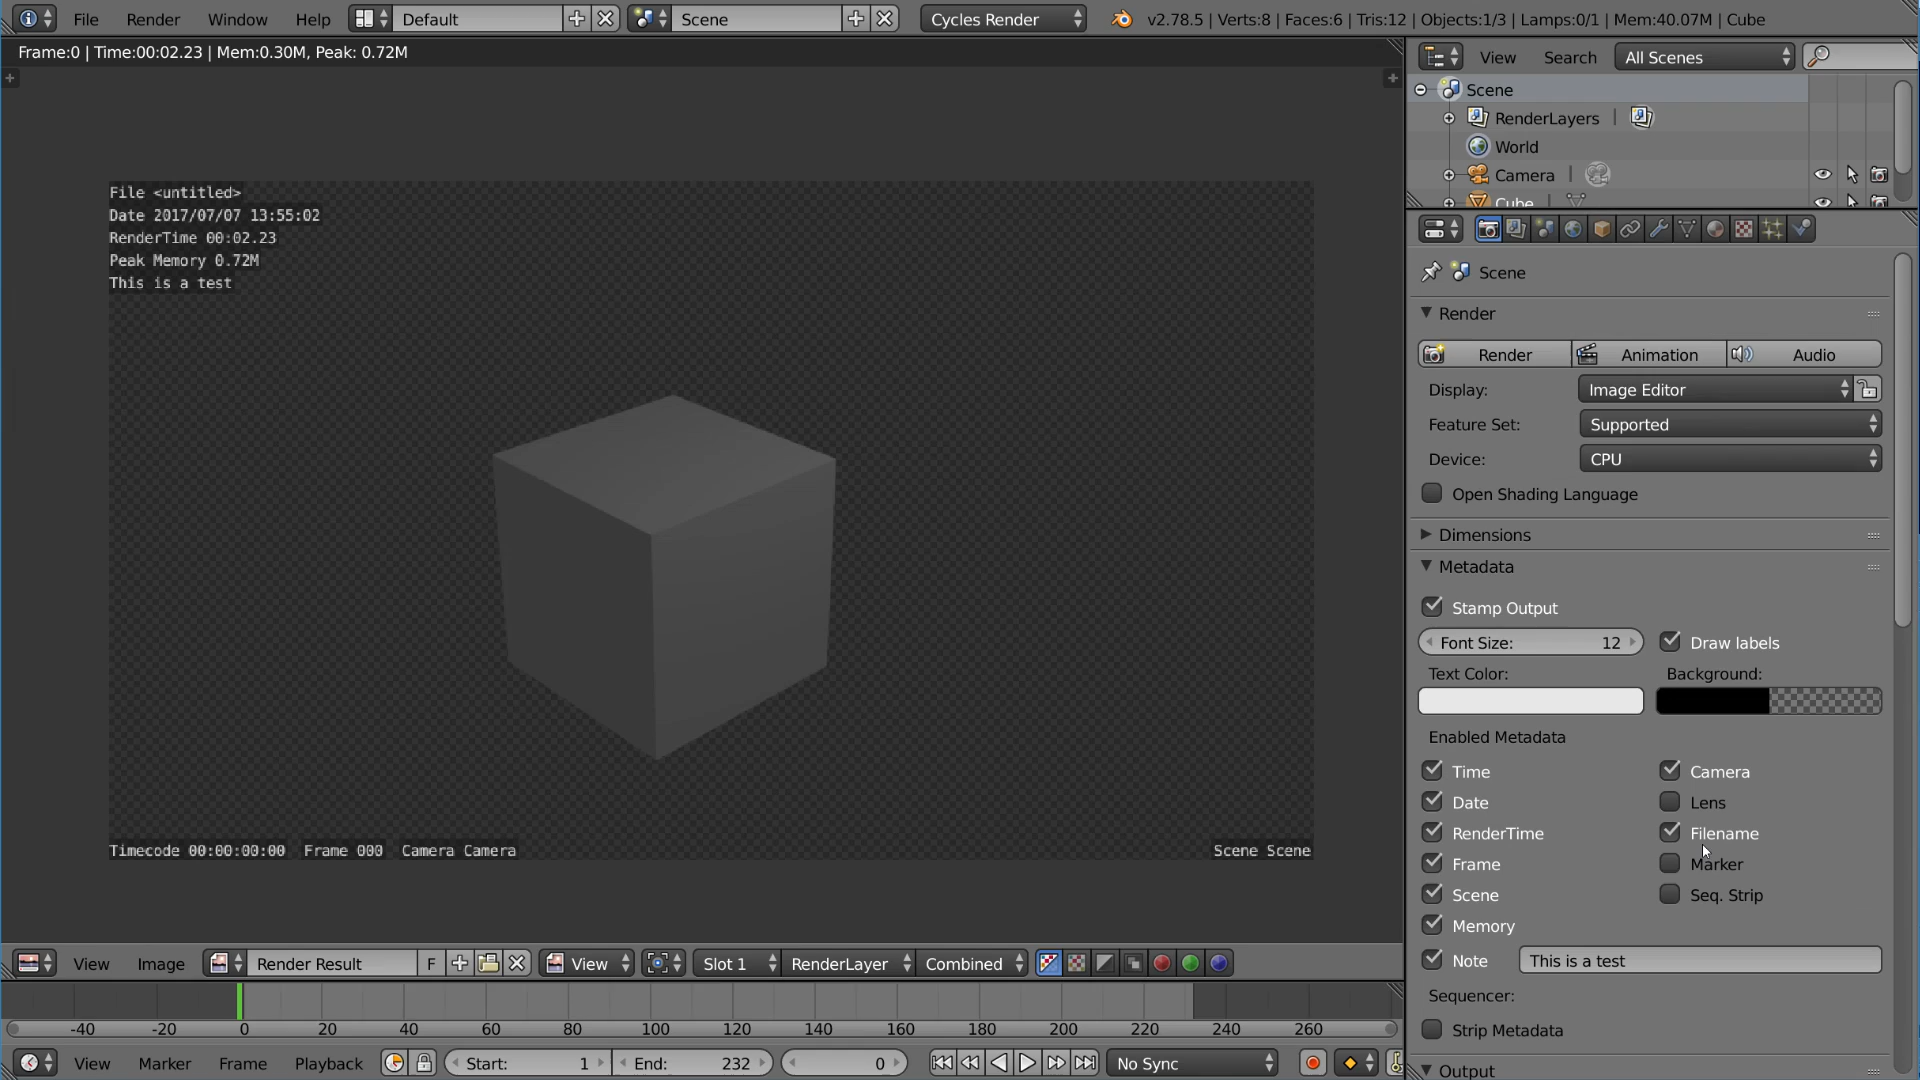 File Render Window Help Default Scene Cycles Render v2.78.5 | Verts:8 | Faces:6 | Tris:12 | Objects:1/3 | Lamps:0/1 | Mem:40.07M | Cube
Frame:0 | Time:00:02.23 | Mem:0.30M, Peak: 0.72M
View Search All Scenes
Scene
RenderLayers
World
Camera
Cube
File <untitled>
Date 2017/07/07 13:55:02
RenderTime 00:02.23
Peak Memory 0.72M
This is a test
Timecode 00:00:00:00 Frame 000 Camera Camera Scene Scene
Scene
Render
Render Animation Audio
Display: Image Editor
Feature Set: Supported
Device: CPU
Open Shading Language
Dimensions
Metadata
Stamp Output
Font Size: 12 Draw labels
Text Color: Background:
Enabled Metadata
Time Camera
Date Lens
RenderTime Filename
Frame Marker
Scene Seq. Strip
Memory
Note This is a test
Sequencer:
Strip Metadata
Output
View Image Render Result F View Slot 1 RenderLayer Combined
-40 -20 0 20 40 60 80 100 120 140 160 180 200 220 240 260
View Marker Frame Playback Start: 1 End: 232 0 No Sync